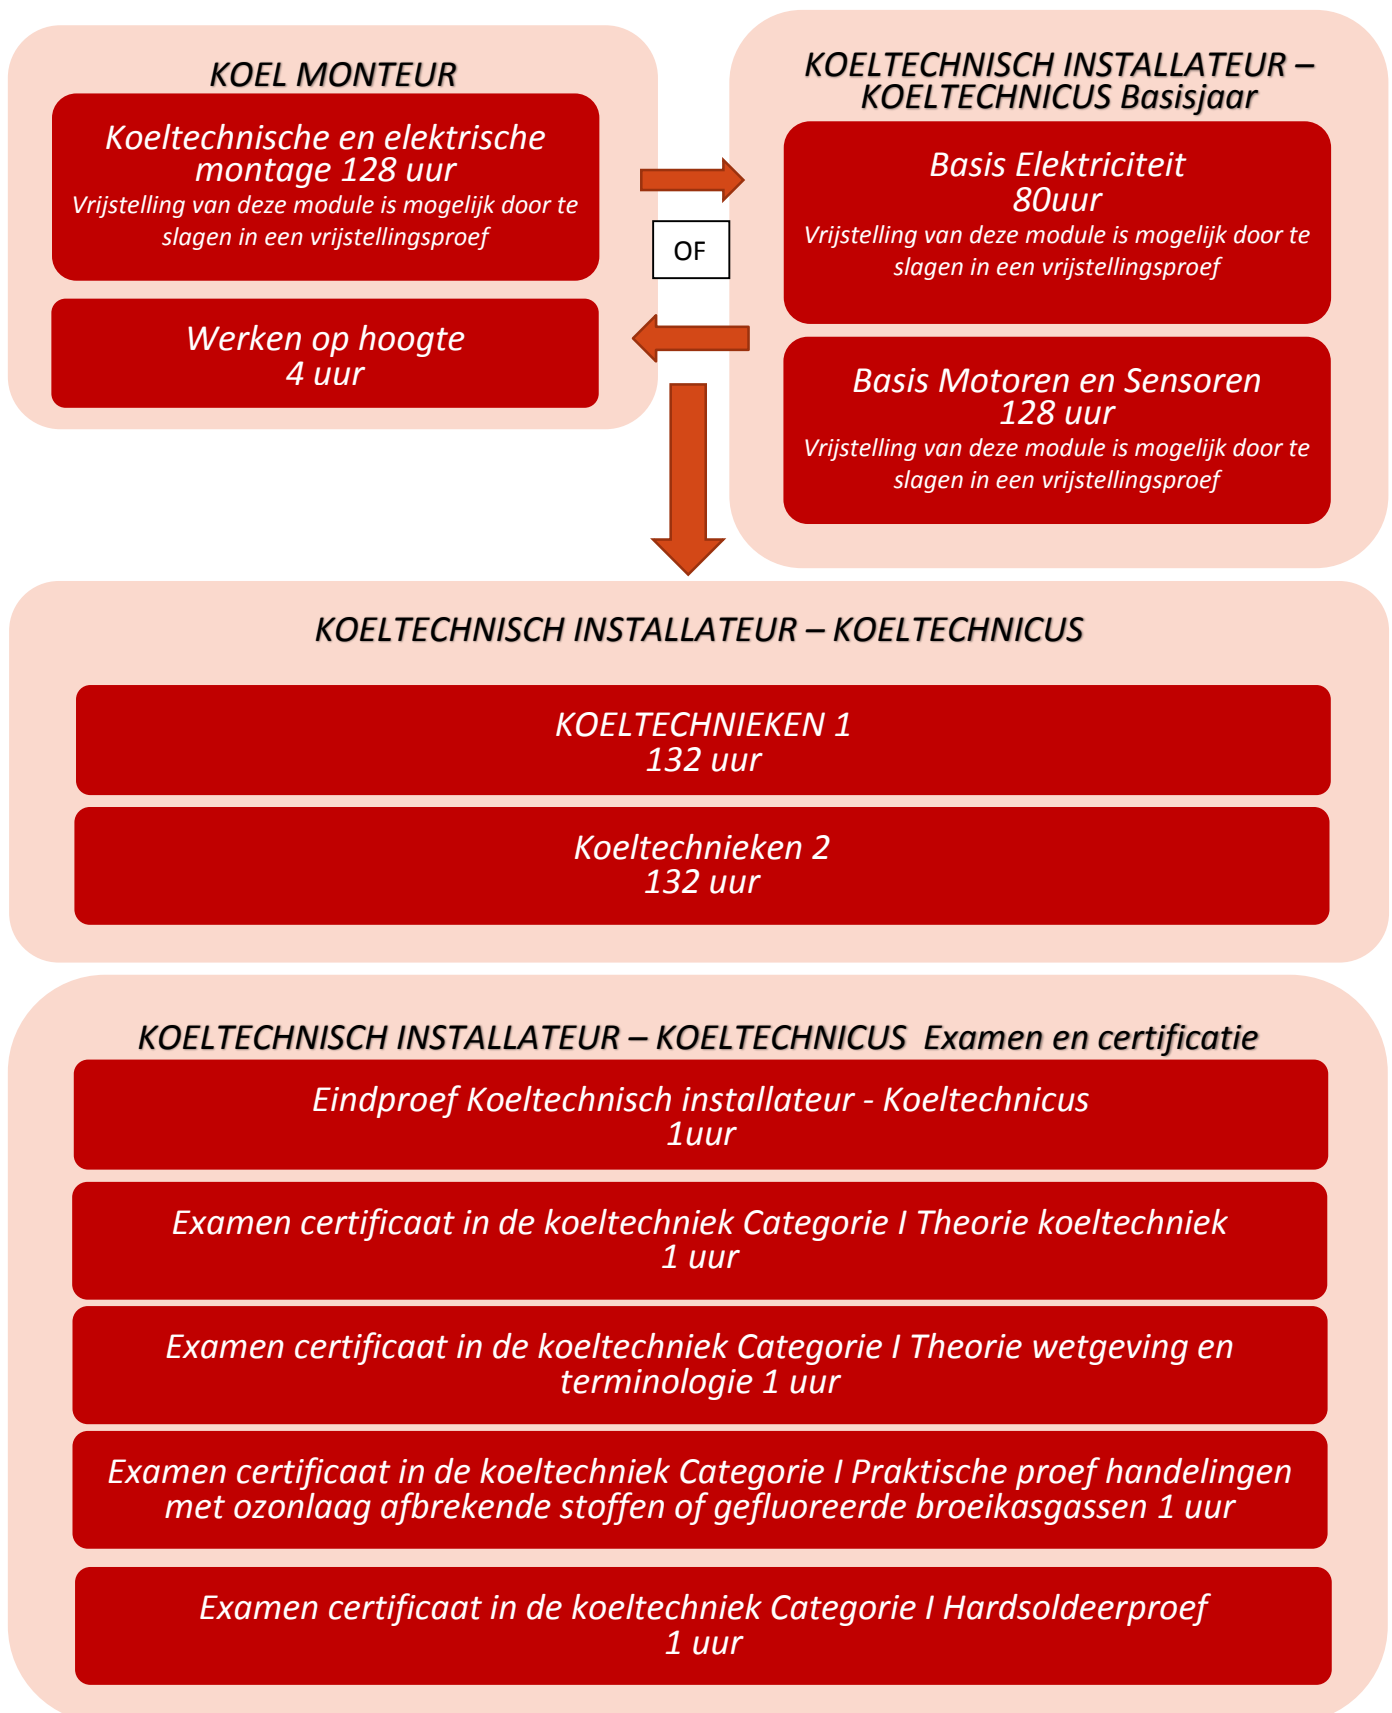 KOEL MONTEUR
Koeltechnische en elektrische
montage 128 uur
Vrijstelling van deze module is mogelijk door te
slagen in een vrijstellingsproef
Werken op hoogte
4 uur
OF
KOELTECHNISCH INSTALLATEUR –
KOELTECHNICUS Basisjaar
Basis Elektriciteit
80uur
Vrijstelling van deze module is mogelijk door te
slagen in een vrijstellingsproef
Basis Motoren en Sensoren
128 uur
Vrijstelling van deze module is mogelijk door te
slagen in een vrijstellingsproef
KOELTECHNISCH INSTALLATEUR – KOELTECHNICUS
KOELTECHNIEKEN 1
132 uur
Koeltechnieken 2
132 uur
KOELTECHNISCH INSTALLATEUR – KOELTECHNICUS Examen en certificatie
Eindproef Koeltechnisch installateur - Koeltechnicus
1uur
Examen certificaat in de koeltechniek Categorie I Theorie koeltechniek
1 uur
Examen certificaat in de koeltechniek Categorie I Theorie wetgeving en
terminologie 1 uur
Examen certificaat in de koeltechniek Categorie I Praktische proef handelingen
met ozonlaag afbrekende stoffen of gefluoreerde broeikasgassen 1 uur
Examen certificaat in de koeltechniek Categorie I Hardsoldeerproef
1 uur